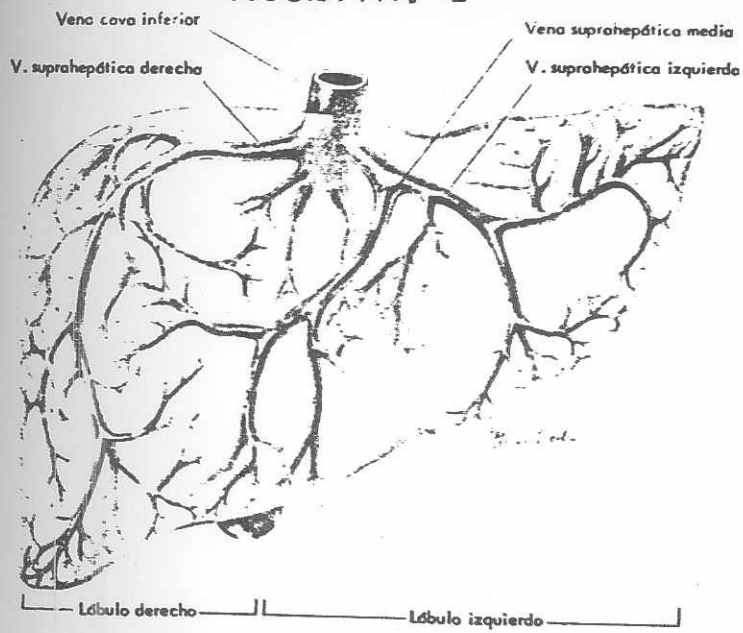 Vena cava inferior
Vena suprahepática media
V. suprahepática derecha
V. suprahepática izquierda
Lóbulo derecho
Lóbulo izquierdo